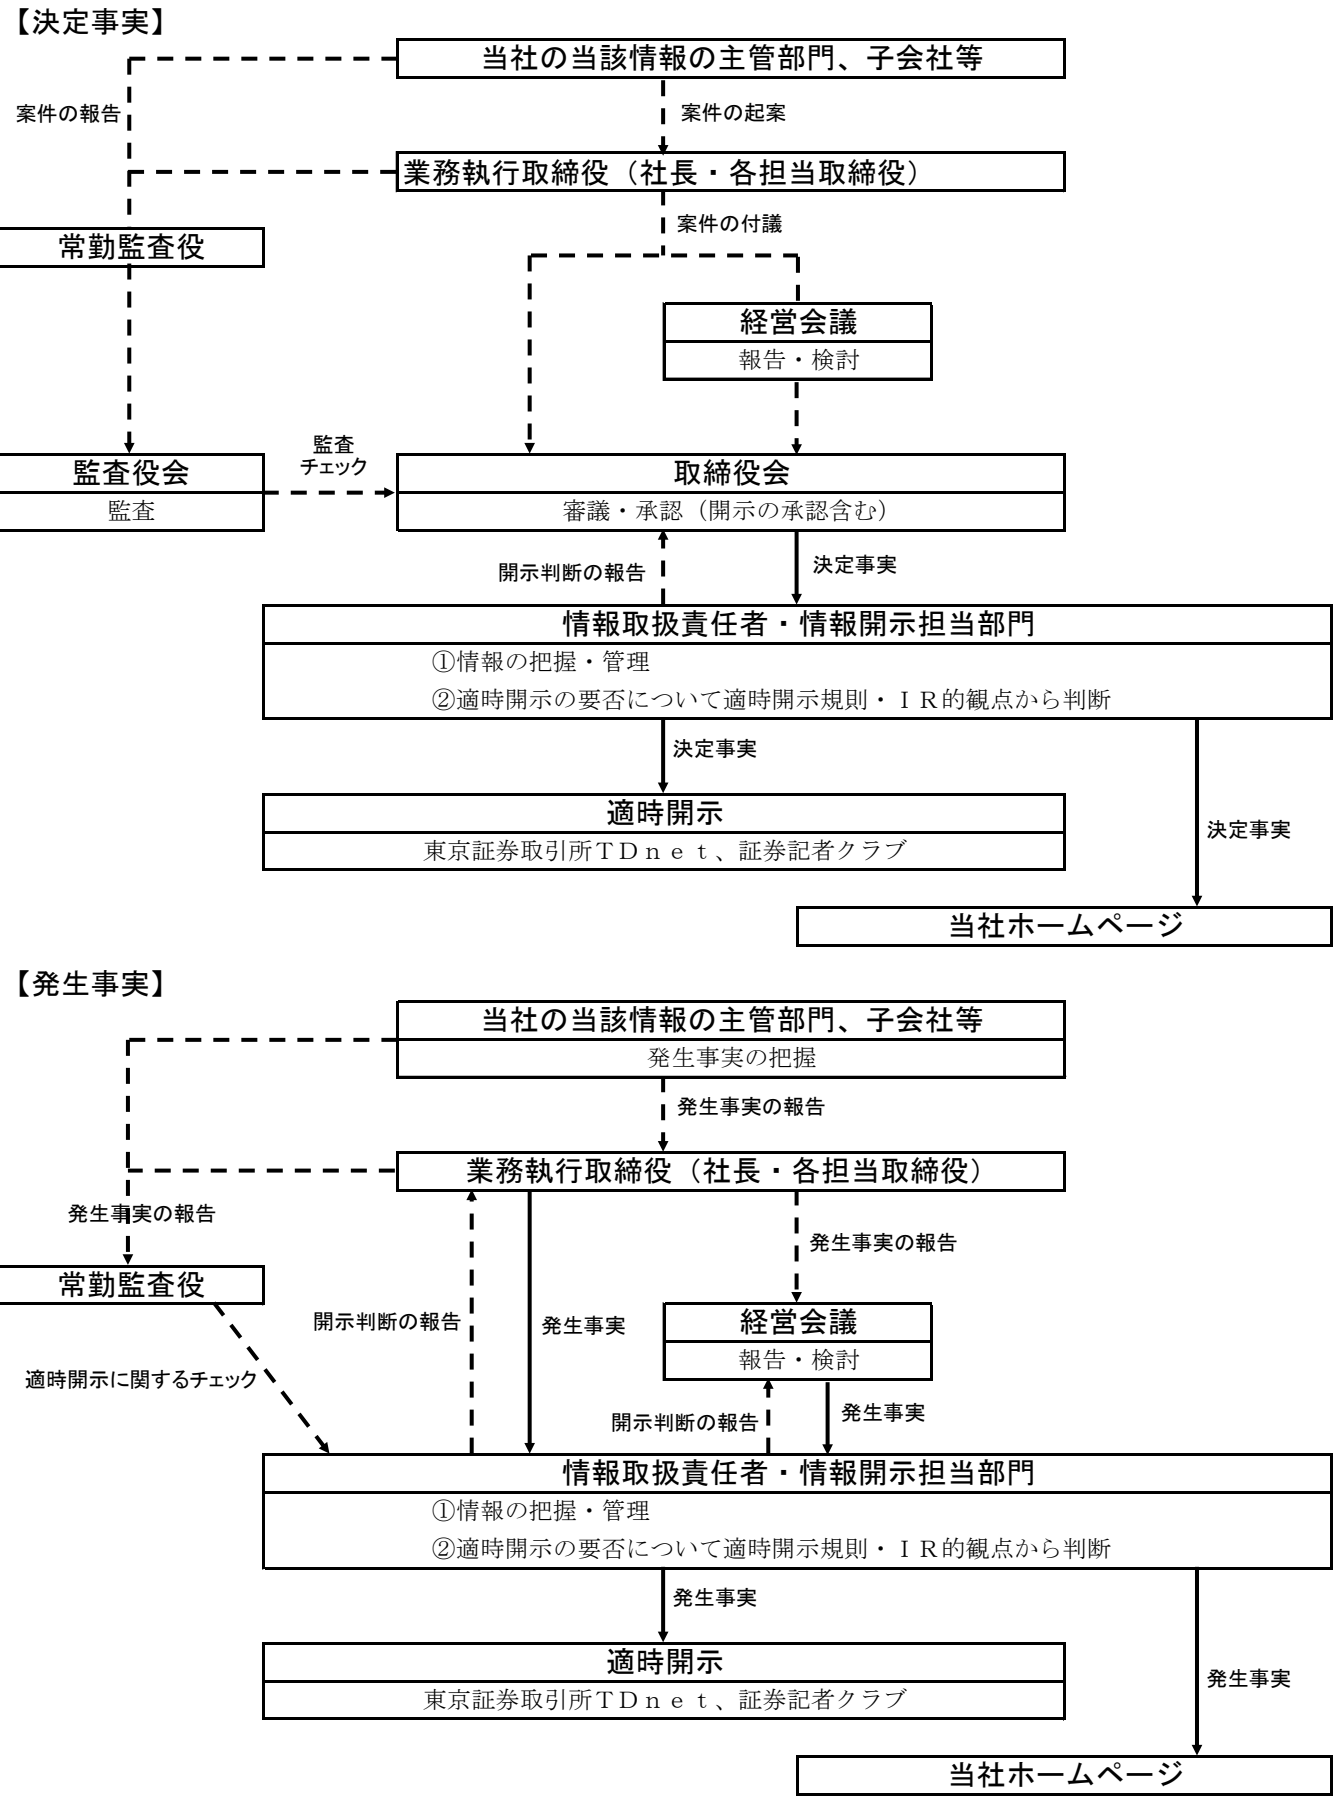 【決定事実】
当社の当該情報の主管部門、子会社等
案件の報告
案件の起案
業務執行取締役（社長・各担当取締役）
案件の付議
常勤監査役
経営会議
報告・検討
監査
チェック
監査役会
監査
取締役会
審議・承認（開示の承認含む）
開示判断の報告
決定事実
情報取扱責任者・情報開示担当部門
①情報の把握・管理
②適時開示の要否について適時開示規則・ＩＲ的観点から判断
決定事実
適時開示
東京証券取引所ＴＤｎｅｔ、証券記者クラブ
決定事実
当社ホームページ
【発生事実】
当社の当該情報の主管部門、子会社等
発生事実の把握
発生事実の報告
業務執行取締役（社長・各担当取締役）
発生事実の報告
発生事実の報告
常勤監査役
開示判断の報告
発生事実
経営会議
報告・検討
適時開示に関するチェック
開示判断の報告
発生事実
情報取扱責任者・情報開示担当部門
①情報の把握・管理
②適時開示の要否について適時開示規則・ＩＲ的観点から判断
発生事実
適時開示
東京証券取引所ＴＤｎｅｔ、証券記者クラブ
発生事実
当社ホームページ